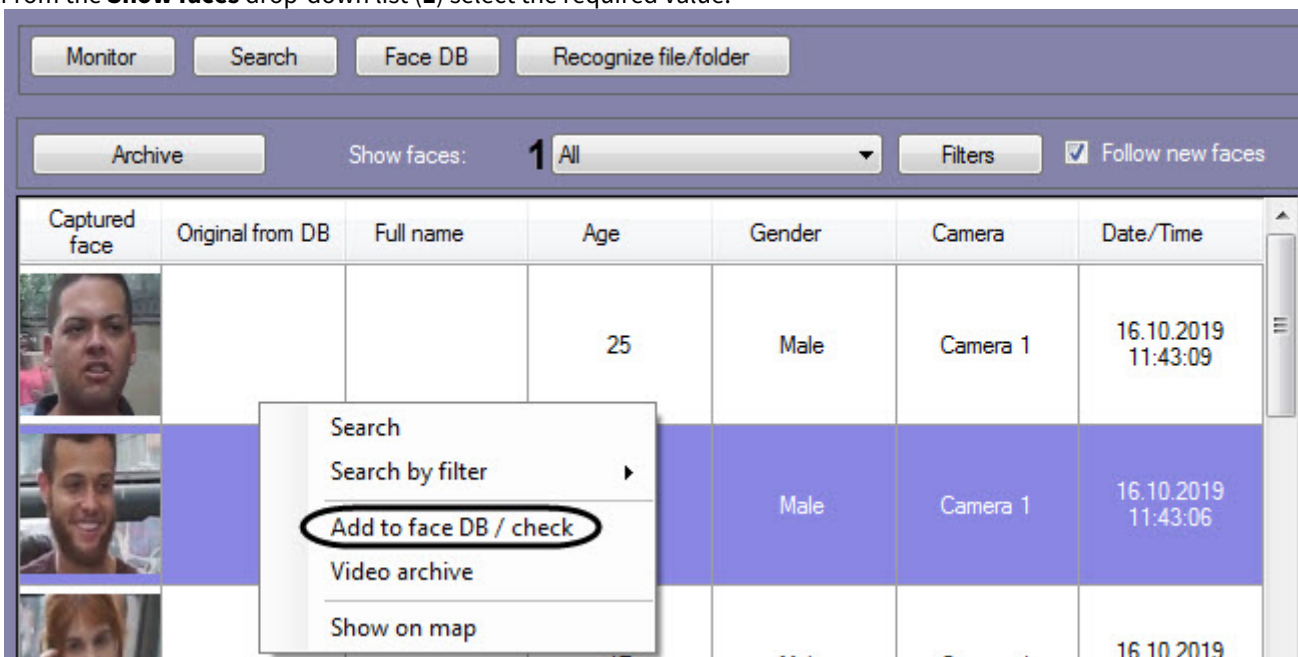 From the Show faces drop-down list (1) select the required value.
Monitor Search Face DB Recognize file/folder
Archive Show faces: 1 All Filters Follow new faces
Captured face Original from DB Full name Age Gender Camera Date/Time
25 Male Camera 1 16.10.2019
11:43:09
Search
Search by filter
Male Camera 1 16.10.2019
11:43:06
Add to face DB / check
Video archive
Show on map
16.10.2019